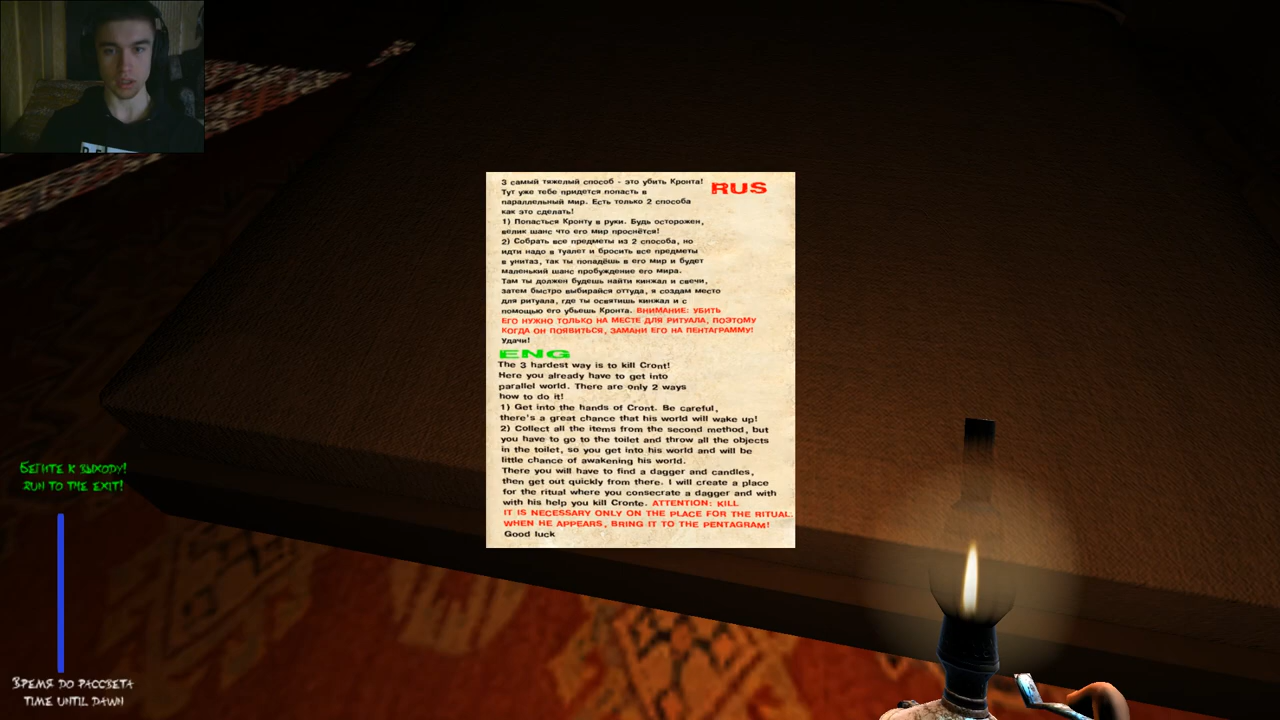 3 самый тяжелый способ - это убить Кронта!
RUS
Тут уже тебе придется попасть в
параллельный мир. Есть только 2 способа
как это сделать!
1) Попасться Кронту в руки. Будь осторожен,
велик шанс что его мир проснётся!
2) Собрать все предметы из 2 способа, но
идти надо в туалет и бросить все предметы
в унитаз, так ты попадёшь в его мир и будет
маленький шанс пробуждение его мира.
Там ты должен будешь найти кинжал и свечи,
затем быстро выбирайся оттуда, я создам место
для ритуала, где ты освятишь кинжал и с
помощью его убьешь Кронта. ВНИМАНИЕ: УБИТЬ
ЕГО НУЖНО ТОЛЬКО НА МЕСТЕ ДЛЯ РИТУАЛА, ПОЭТОМУ
КОГДА ОН ПОЯВИТЬСЯ, ЗАМАНИ ЕГО НА ПЕНТАГРАММУ!
Удачи!
ENG
The 3 hardest way is to kill Cront!
Here you already have to get into
parallel world. There are only 2 ways
how to do it!
1) Get into the hands of Cront. Be careful,
there's a great chance that his world will wake up!
2) Collect all the items from the second method, but
you have to go to the toilet and throw all the objects
in the toilet, so you get into his world and will be
little chance of awakening his world.
There you will have to find a dagger and candles,
then get out quickly from there. I will create a place
for the ritual where you consecrate a dagger and with
with his help you kill Cronte. ATTENTION: KILL
IT IS NECESSARY ONLY ON THE PLACE FOR THE RITUAL.
WHEN HE APPEARS, BRING IT TO THE PENTAGRAM!
Good luck
БЕГИТЕ К ВЫХОДУ!
RUN TO THE EXIT!
ВРЕМЯ ДО РАССВЕТА
TIME UNTIL DAWN